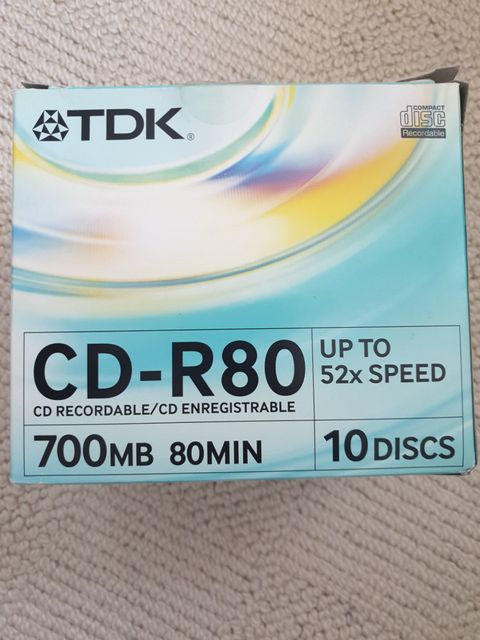 TDK®
COMPACT
disc
Recordable
CD-R80
CD RECORDABLE/CD ENREGISTRABLE
UP TO
52x SPEED
700MB 80MIN
10 DISCS